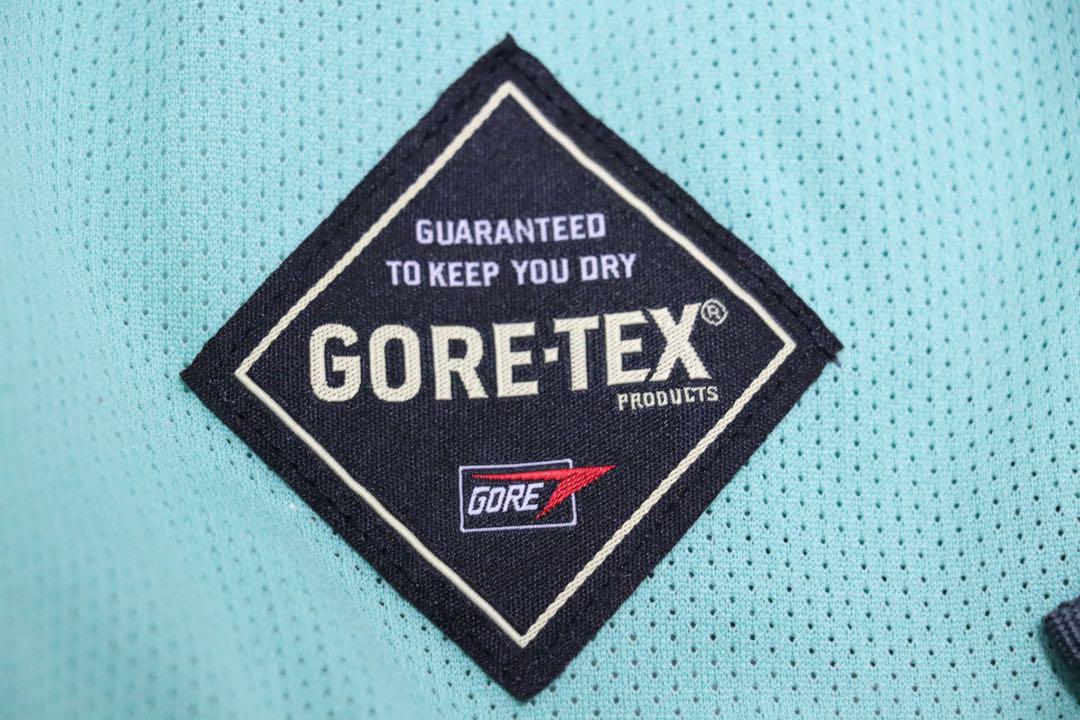 GUARANTEED
TO KEEP YOU DRY
GORE-TEX®
PRODUCTS
GORE